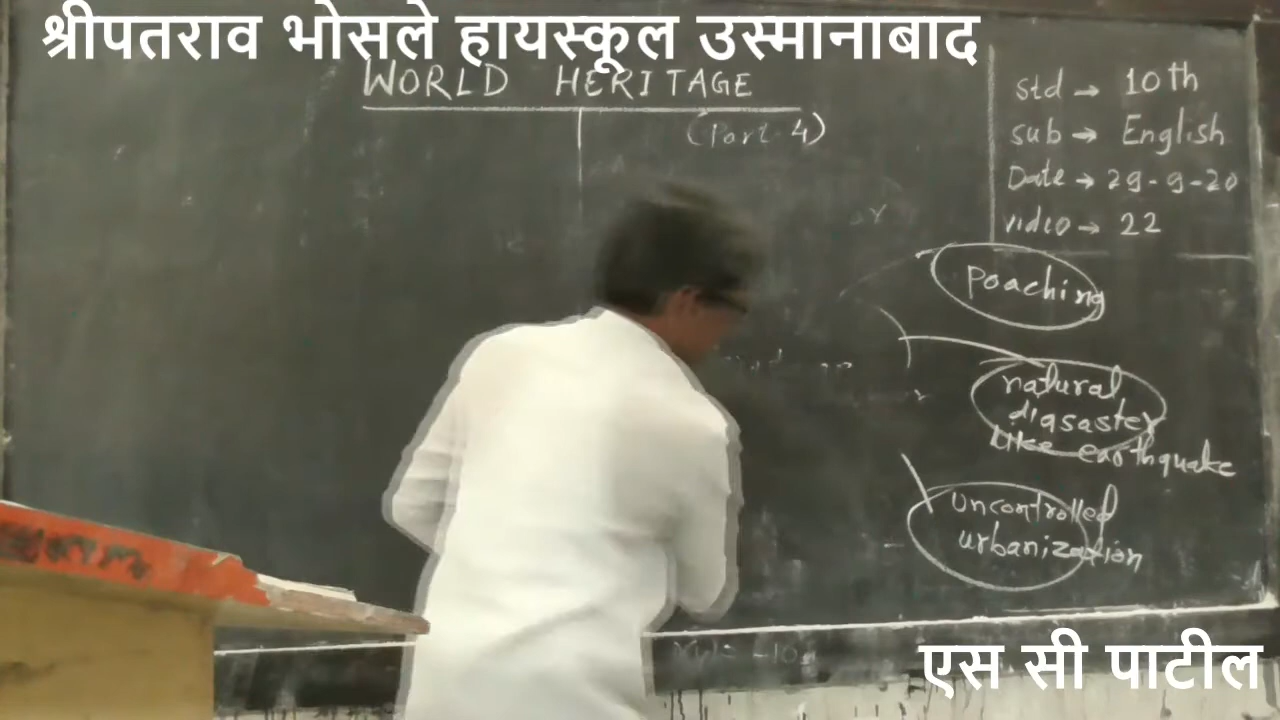 श्रीपतराव भोसले हायस्कूल उस्मानाबाद
WORLD HERITAGE
(Part 4)
Std → 10th
sub → English
Date → 29-9-20
video → 22
poaching
natural
diasaster
like earthquake
uncontrolled
urbanization
एस सी पाटील